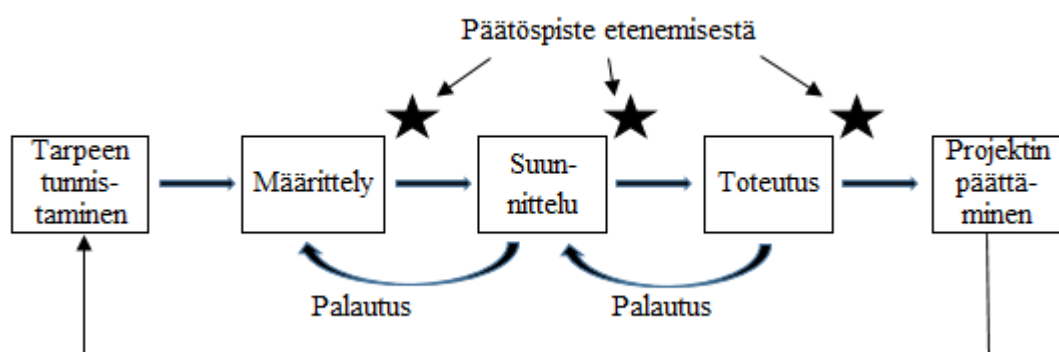 Päätöspiste etenemisestä
Tarpeen
tunnis-
taminen
Määrittely
Suun-
nittelu
Toteutus
Projektin
päättä-
minen
Palautus
Palautus